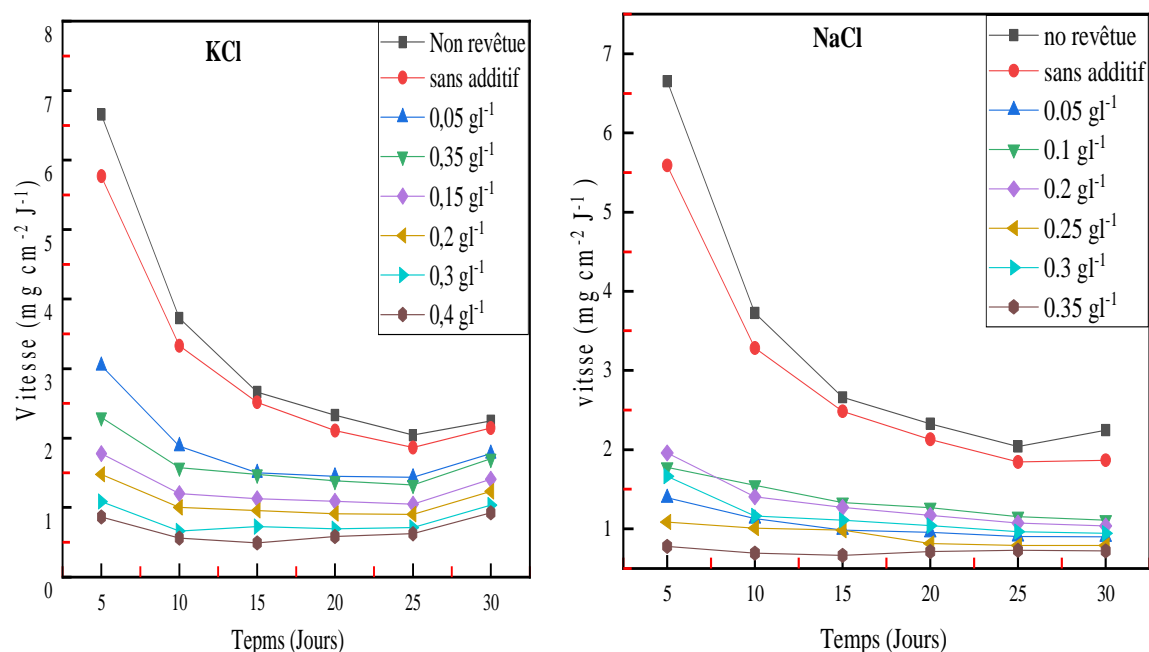 KCl
Non revêtue
sans additif
0,05 gl⁻¹
0,35 gl⁻¹
0,15 gl⁻¹
0,2 gl⁻¹
0,3 gl⁻¹
0,4 gl⁻¹
Vitesse (mg cm⁻² J⁻¹)
8
7
6
5
4
3
2
1
0
5 10 15 20 25 30
Tepms (Jours)
NaCl
no revêtue
sans additif
0.05 gl⁻¹
0.1 gl⁻¹
0.2 gl⁻¹
0.25 gl⁻¹
0.3 gl⁻¹
0.35 gl⁻¹
vitsse (mg cm⁻² J⁻¹)
7
6
5
4
3
2
1
5 10 15 20 25 30
Temps (Jours)